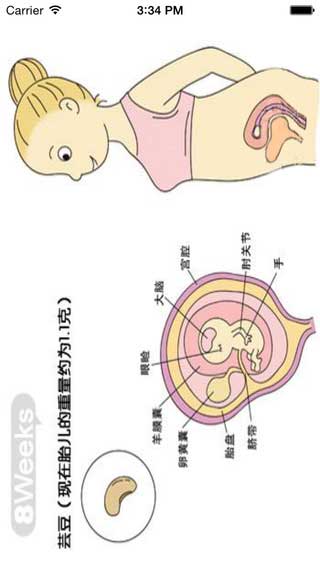 Carrier 3:34 PM
8Weeks
芸豆（现在胎儿的重量约为1.1克）
宫腔
肘关节
手
大脑
眼睑
羊膜囊
卵黄囊
胎盘
脐带